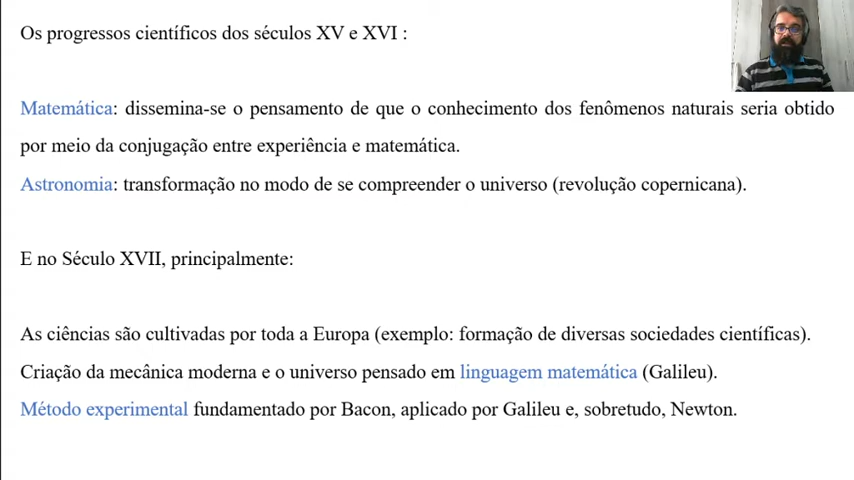 Os progressos científicos dos séculos XV e XVI :
Matemática: dissemina-se o pensamento de que o conhecimento dos fenômenos naturais seria obtido
por meio da conjugação entre experiência e matemática.
Astronomia: transformação no modo de se compreender o universo (revolução copernicana).
E no Século XVII, principalmente:
As ciências são cultivadas por toda a Europa (exemplo: formação de diversas sociedades científicas).
Criação da mecânica moderna e o universo pensado em linguagem matemática (Galileu).
Método experimental fundamentado por Bacon, aplicado por Galileu e, sobretudo, Newton.